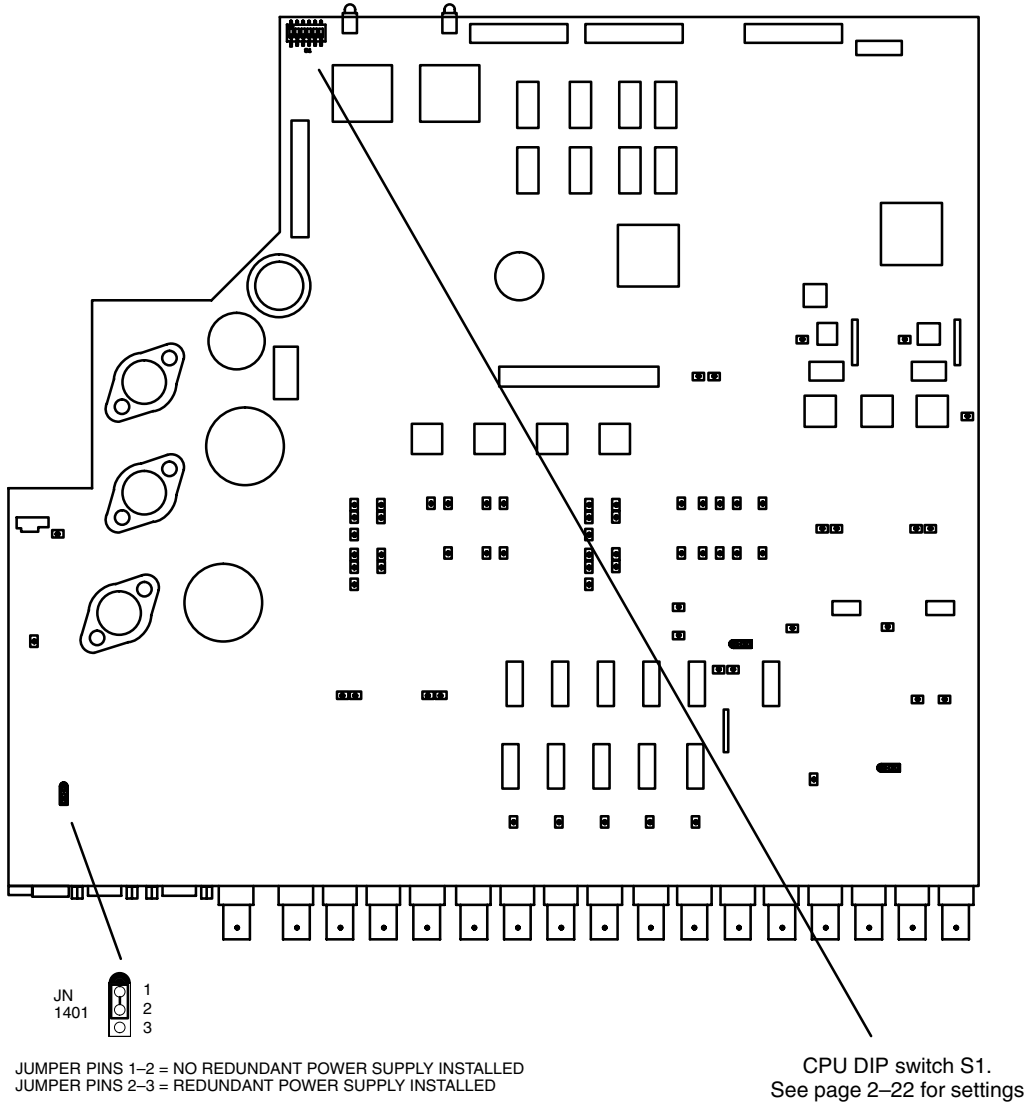 JN
1401
1
2
3
JUMPER PINS 1–2 = NO REDUNDANT POWER SUPPLY INSTALLED
JUMPER PINS 2–3 = REDUNDANT POWER SUPPLY INSTALLED
CPU DIP switch S1.
See page 2–22 for settings